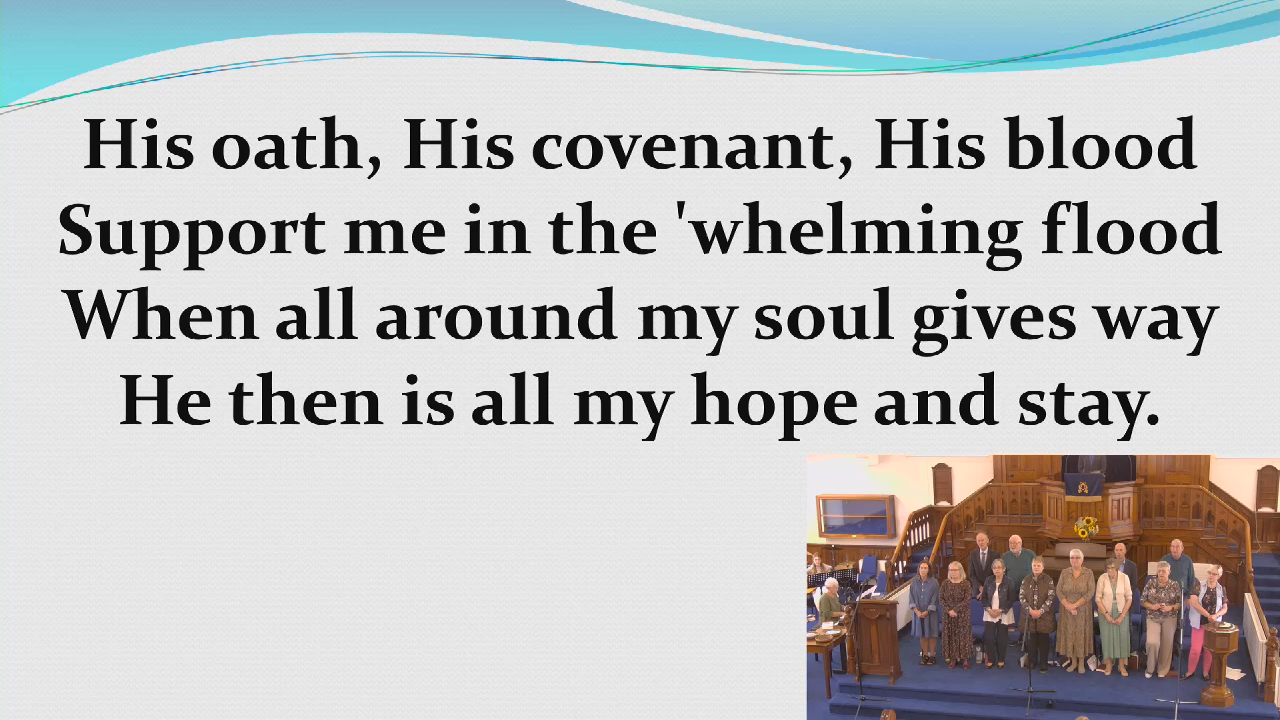 His oath, His covenant, His blood
Support me in the 'whelming flood
When all around my soul gives way
He then is all my hope and stay.